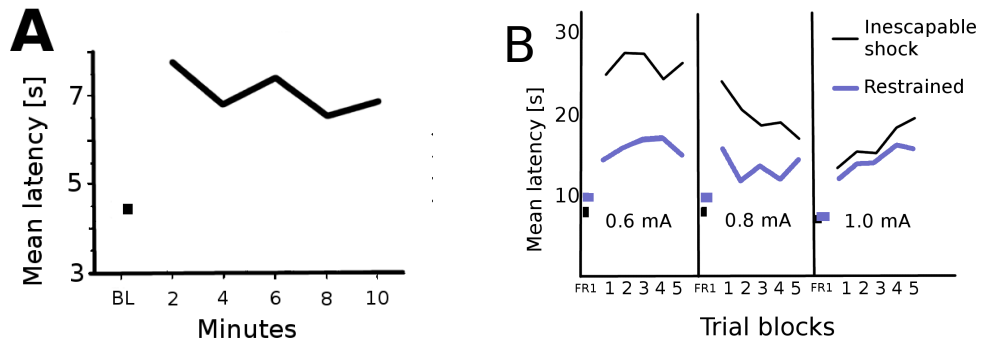 A
Mean latency [s]
7
5
3
BL 2 4 6 8 10
Minutes
B
Mean latency [s]
30
20
10
Inescapable
shock
Restrained
0.6 mA 0.8 mA 1.0 mA
FR1 1 2 3 4 5 FR1 1 2 3 4 5 FR1 1 2 3 4 5
Trial blocks